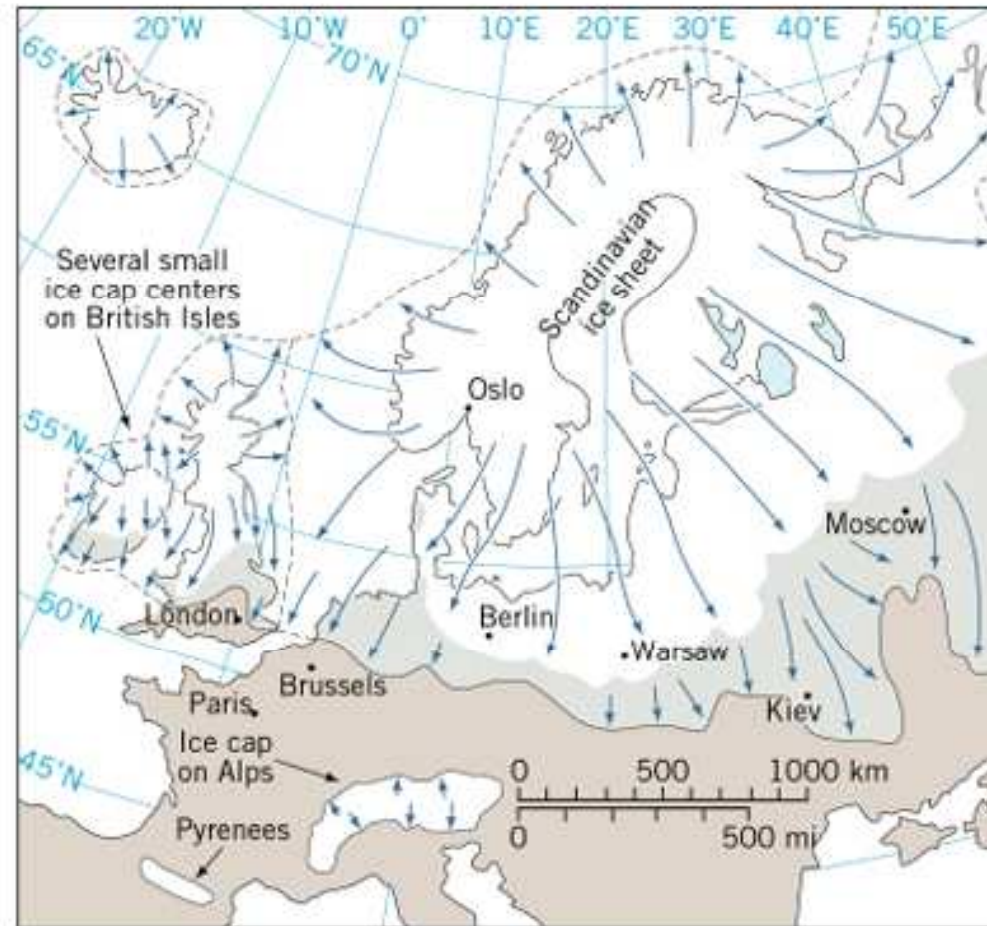 20°W
10°W
0°
10°E
20°E
30°E
40°E
50°E
65°N
70°N
Several small
ice cap centers
on British Isles
Scandinavian
ice sheet
Oslo
55°N
Moscow
50°N
London
Berlin
Warsaw
Brussels
Paris
Kiev
Ice cap
on Alps
45°N
0 500 1000 km
0 500 mi
Pyrenees